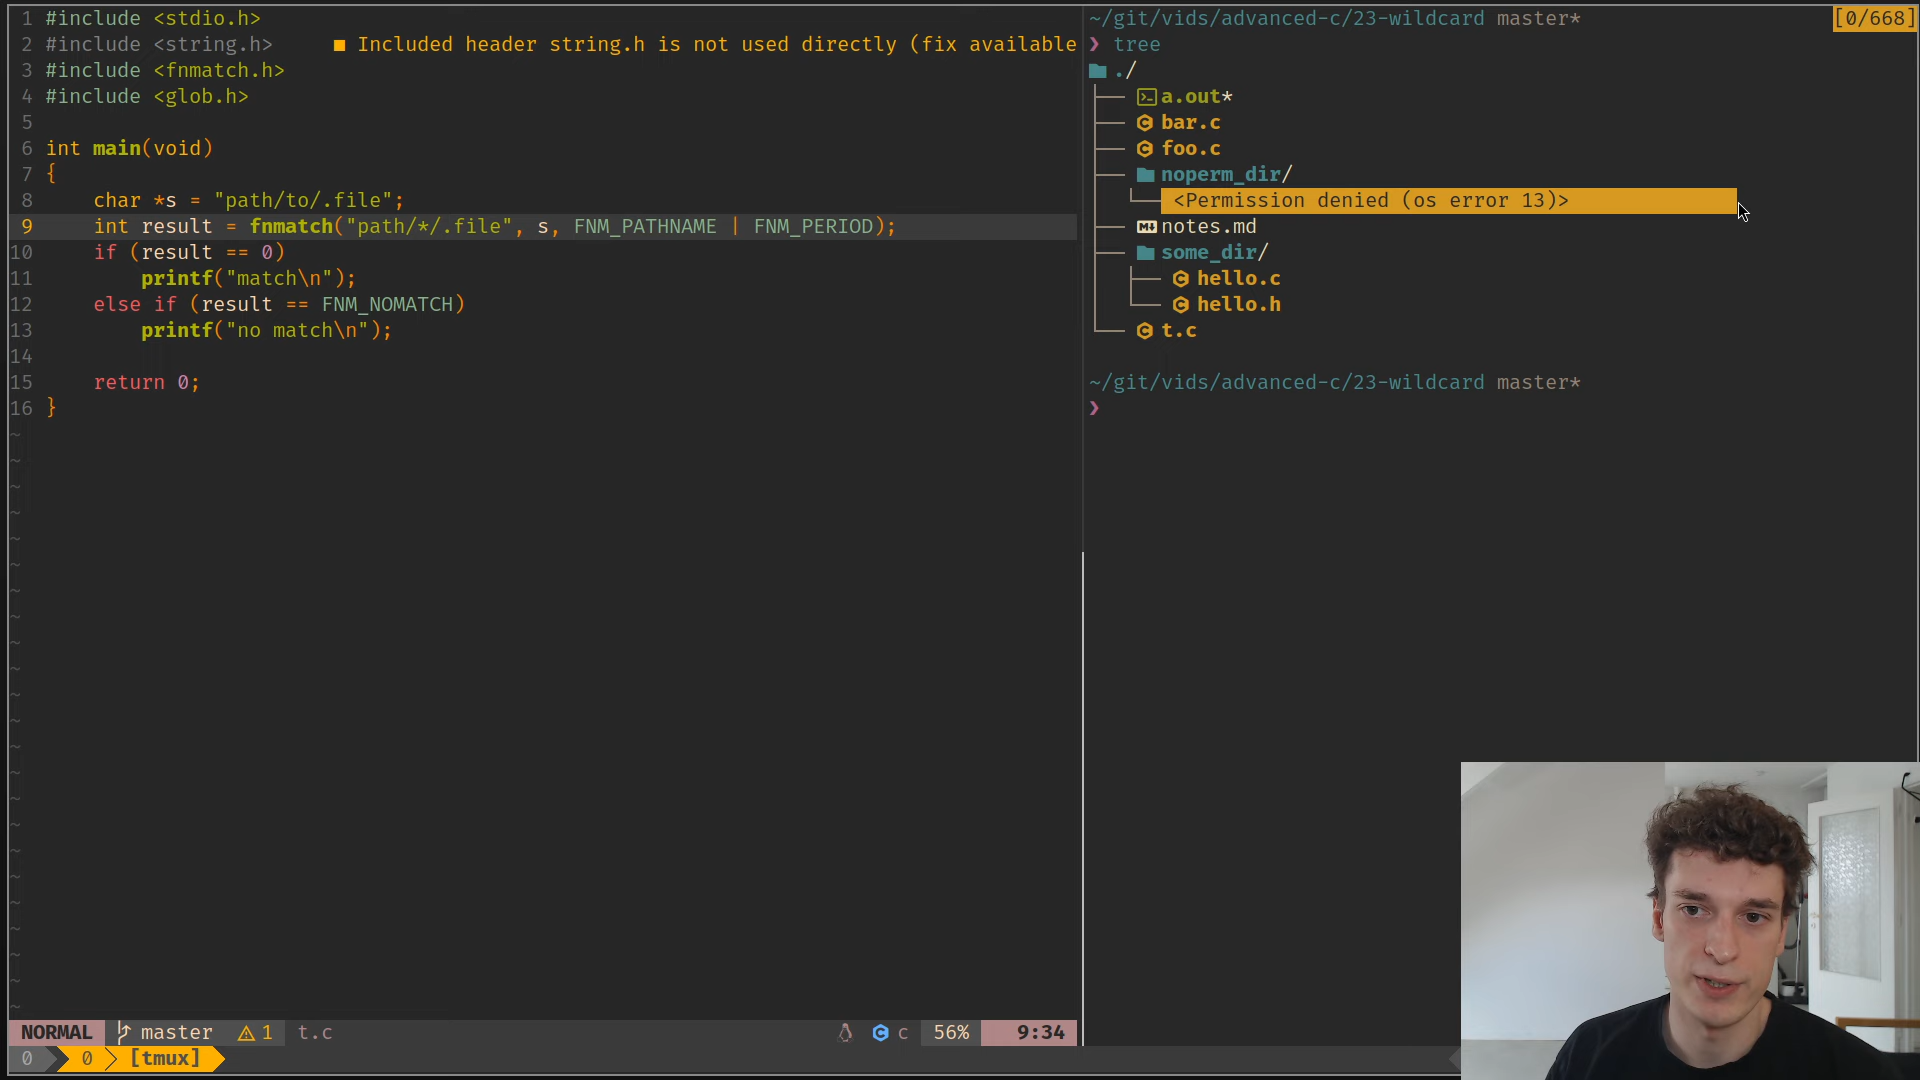 1 #include <stdio.h>
2 #include <string.h> ■ Included header string.h is not used directly (fix available
3 #include <fnmatch.h>
4 #include <glob.h>
5
6 int main(void)
7 {
8 char *s = "path/to/.file";
9 int result = fnmatch("path/*/.file", s, FNM_PATHNAME | FNM_PERIOD);
10 if (result == 0)
11 printf("match\n");
12 else if (result == FNM_NOMATCH)
13 printf("no match\n");
14
15 return 0;
16 }
NORMAL master 1 t.c c 56% 9:34
0 0 [tmux]
~/git/vids/advanced-c/23-wildcard master* [0/668]
❯ tree
./
a.out*
bar.c
foo.c
noperm_dir/
<Permission denied (os error 13)>
notes.md
some_dir/
hello.c
hello.h
t.c
~/git/vids/advanced-c/23-wildcard master*
❯